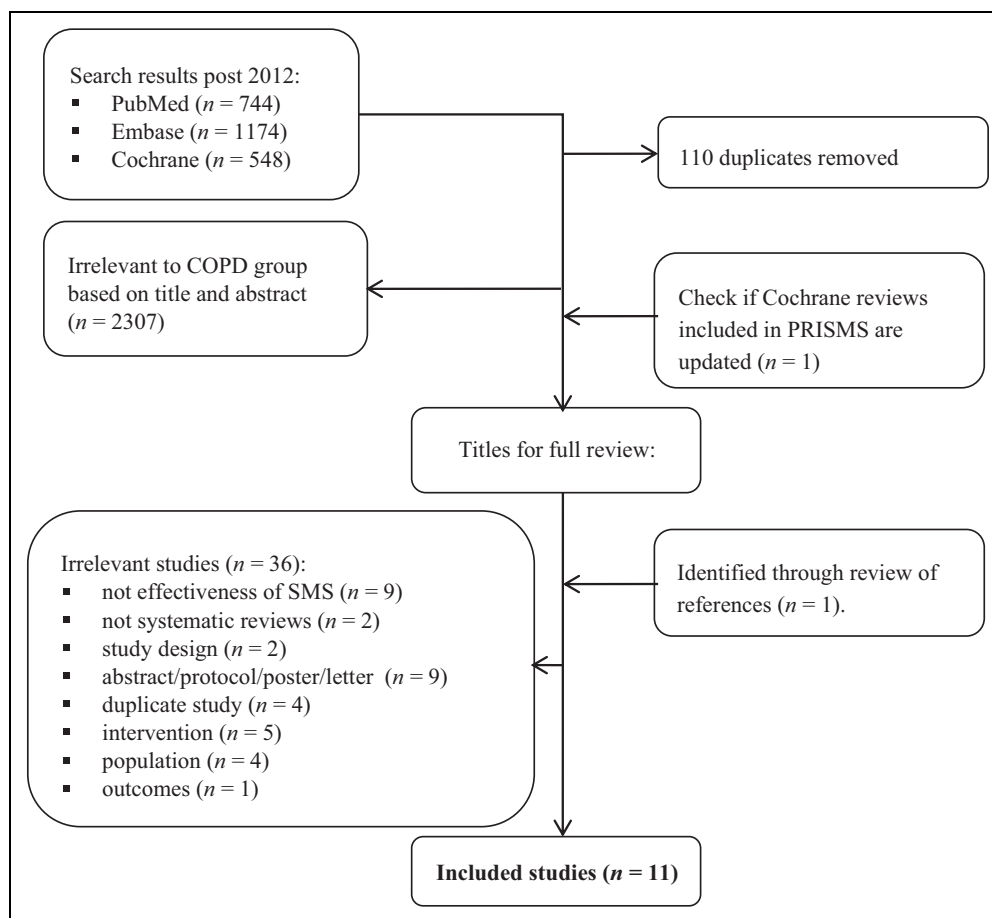 Search results post 2012:
▪ PubMed (n = 744)
▪ Embase (n = 1174)
▪ Cochrane (n = 548)
110 duplicates removed
Irrelevant to COPD group
based on title and abstract
(n = 2307)
Check if Cochrane reviews
included in PRISMS are
updated (n = 1)
Titles for full review:
Irrelevant studies (n = 36):
▪ not effectiveness of SMS (n = 9)
▪ not systematic reviews (n = 2)
▪ study design (n = 2)
▪ abstract/protocol/poster/letter (n = 9)
▪ duplicate study (n = 4)
▪ intervention (n = 5)
▪ population (n = 4)
▪ outcomes (n = 1)
Identified through review of
references (n = 1).
Included studies (n = 11)